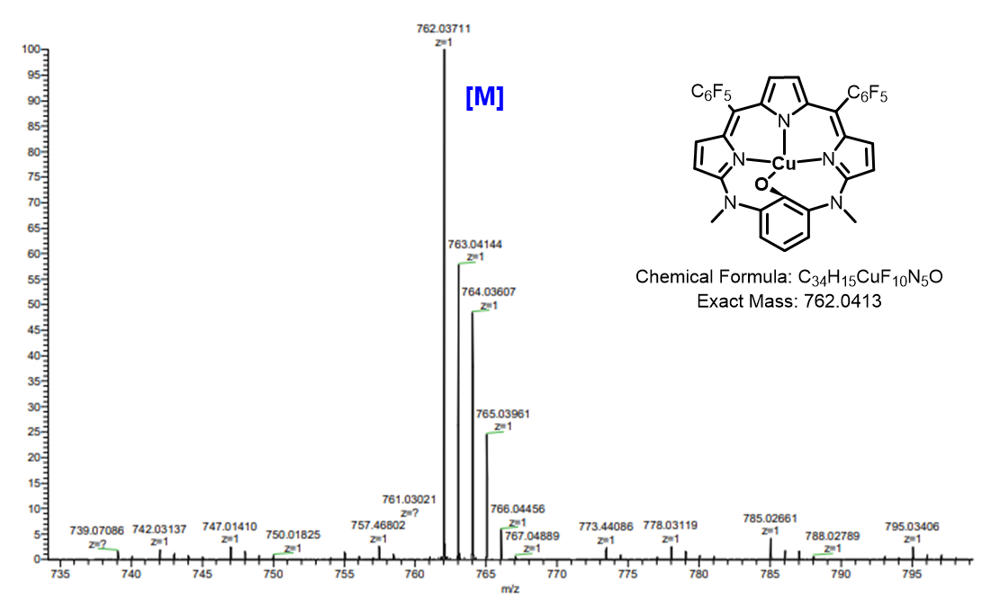 762.03711
z=1
[M]
763.04144
z=1
764.03607
z=1
765.03961
z=1
766.04456
z=1
767.04889
z=1
761.03021
z=?
757.46802
z=1
739.07086
z=?
742.03137
z=1
747.01410
z=1
750.01825
z=1
773.44086
z=1
778.03119
z=1
785.02661
z=1
788.02789
z=1
795.03406
z=1
100
95
90
85
80
75
70
65
60
55
50
45
40
35
30
25
20
15
10
5
0
735 740 745 750 755 760 765 770 775 780 785 790 795
m/z
C6F5 C6F5
N
N Cu N
O
N N
Chemical Formula: C34H15CuF10N5O
Exact Mass: 762.0413